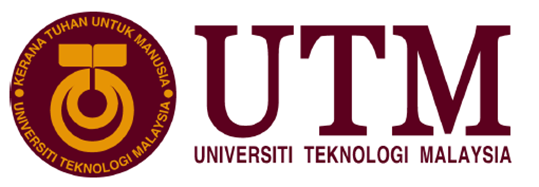 KERANA TUHAN UNTUK MANUSIA
UNIVERSITI TEKNOLOGI MALAYSIA
UTM
UNIVERSITI TEKNOLOGI MALAYSIA